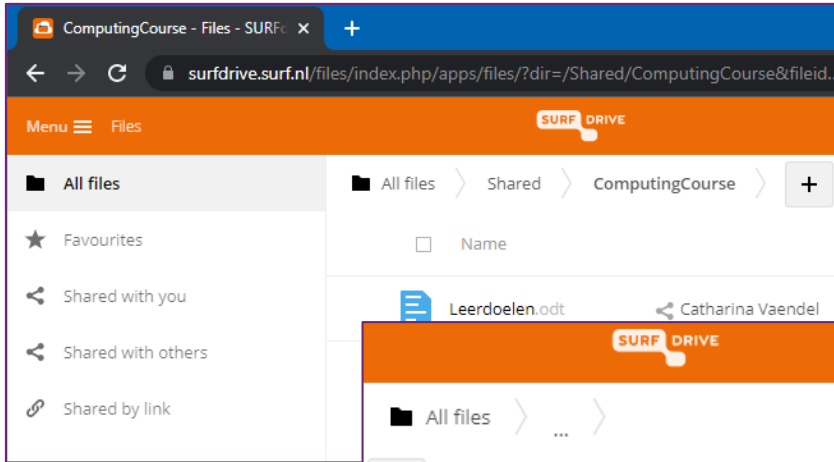 ComputingCourse - Files - SURFd
surfdrive.surf.nl/files/index.php/apps/files/?dir=/Shared/ComputingCourse&fileid...
Menu Files
SURF DRIVE
All files
All files Shared ComputingCourse +
Favourites
Name
Shared with you
Leerdoelen.odt Catharina Vaendel
SURF DRIVE
Shared with others
Shared by link
All files ...